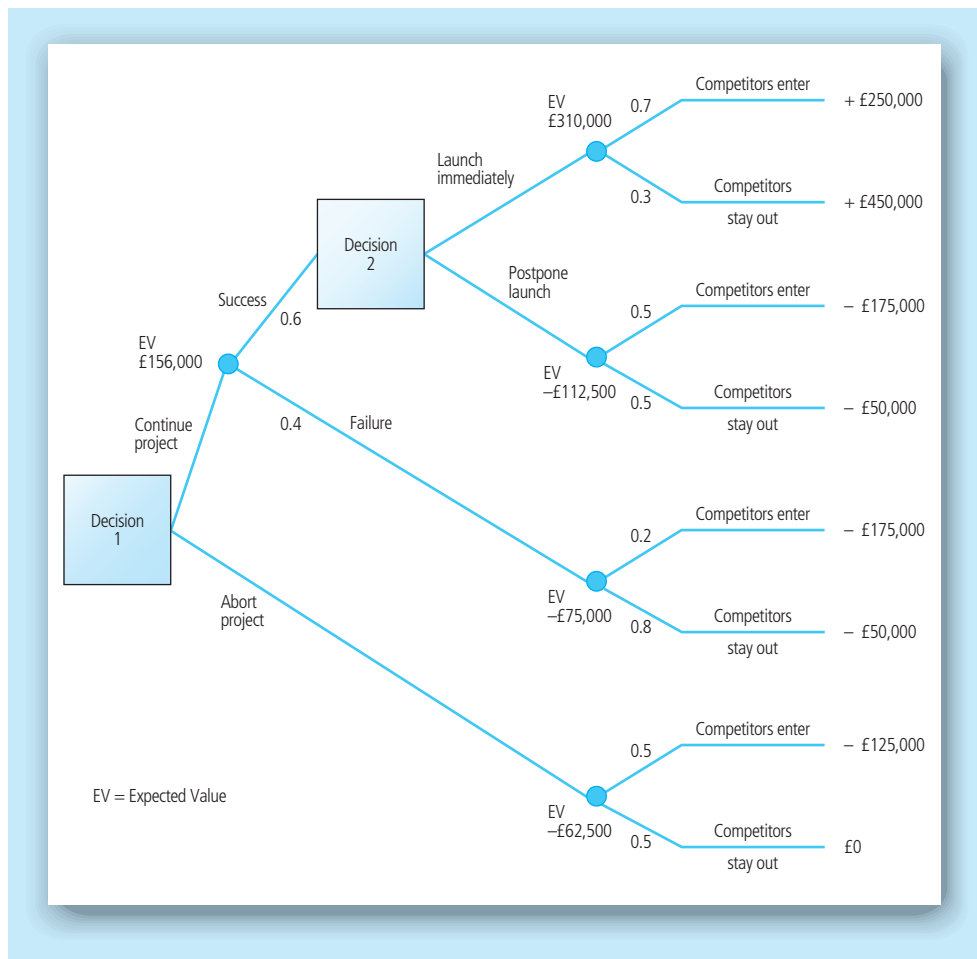 Competitors enter
+ £250,000
EV
£310,000
0.7
Launch
immediately
0.3
Competitors
stay out
+ £450,000
Decision
2
Postpone
launch
Competitors enter
– £175,000
0.5
Success
0.6
EV
£156,000
EV
–£112,500
0.5
Competitors
stay out
– £50,000
Continue
project
0.4
Failure
Decision
1
Competitors enter
– £175,000
0.2
Abort
project
EV
–£75,000
0.8
Competitors
stay out
– £50,000
Competitors enter
– £125,000
0.5
EV = Expected Value
EV
–£62,500
0.5
Competitors
stay out
£0